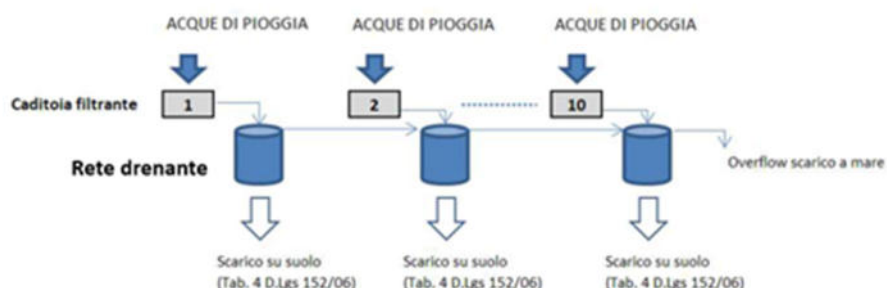 ACQUE DI PIOGGIA ACQUE DI PIOGGIA ACQUE DI PIOGGIA
Caditoia filtrante 1 2 10
Rete drenante
Overflow scarico a mare
Scarico su suolo Scarico su suolo Scarico su suolo
(Tab. 4 D.Lgs 152/06) (Tab. 4 D.Lgs 152/06) (Tab. 4 D.Lgs 152/06)